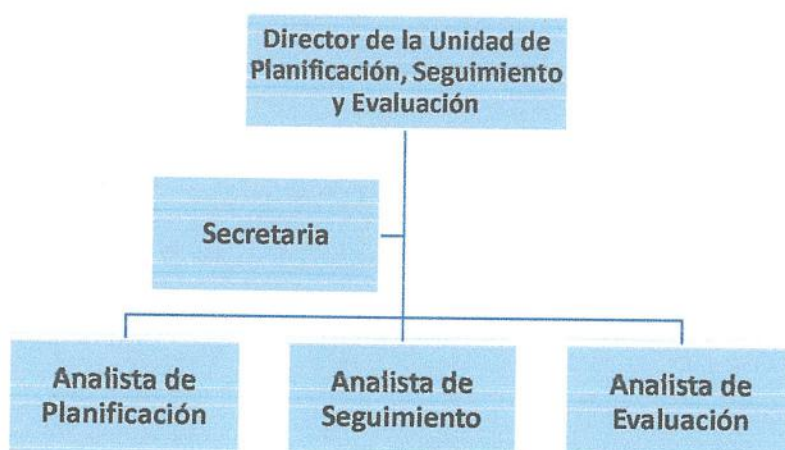 Director de la Unidad de
Planificación, Seguimiento
y Evaluación
Secretaria
Analista de
Planificación
Analista de
Seguimiento
Analista de
Evaluación